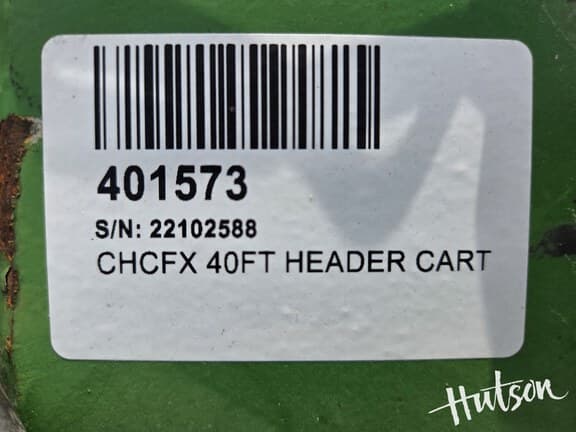 401573
S/N: 22102588
CHCFX 40FT HEADER CART
Hutson